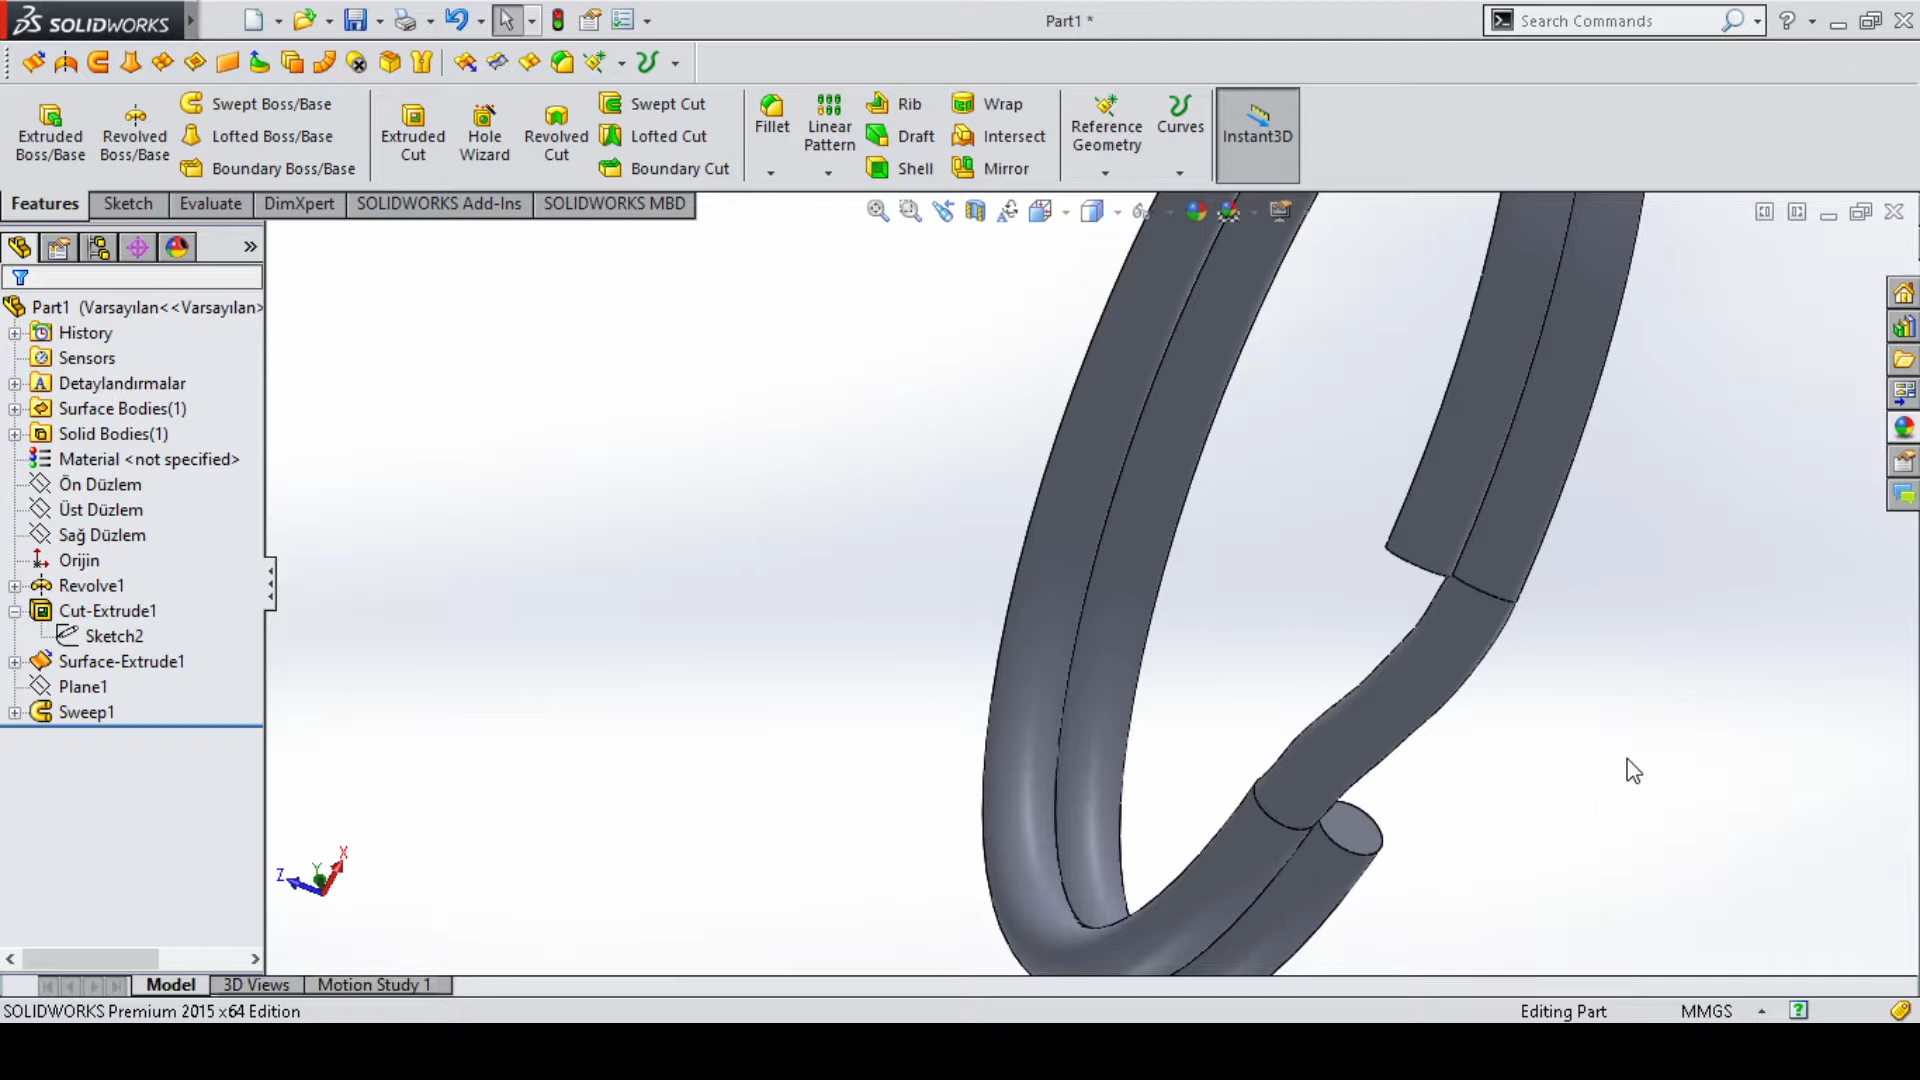 SOLIDWORKS
Part1 *
Search Commands
Extruded Boss/Base
Revolved Boss/Base
Swept Boss/Base
Lofted Boss/Base
Boundary Boss/Base
Extruded Cut
Hole Wizard
Revolved Cut
Swept Cut
Lofted Cut
Boundary Cut
Fillet
Linear Pattern
Rib
Draft
Shell
Wrap
Intersect
Mirror
Reference Geometry
Curves
Instant3D
Features
Sketch
Evaluate
DimXpert
SOLIDWORKS Add-Ins
SOLIDWORKS MBD
Part1 (Varsayılan<<Varsayılan>
History
Sensors
Detaylandırmalar
Surface Bodies(1)
Solid Bodies(1)
Material <not specified>
Ön Düzlem
Üst Düzlem
Sağ Düzlem
Orijin
Revolve1
Cut-Extrude1
Sketch2
Surface-Extrude1
Plane1
Sweep1
X
Y
Z
Model
3D Views
Motion Study 1
SOLIDWORKS Premium 2015 x64 Edition
Editing Part
MMGS